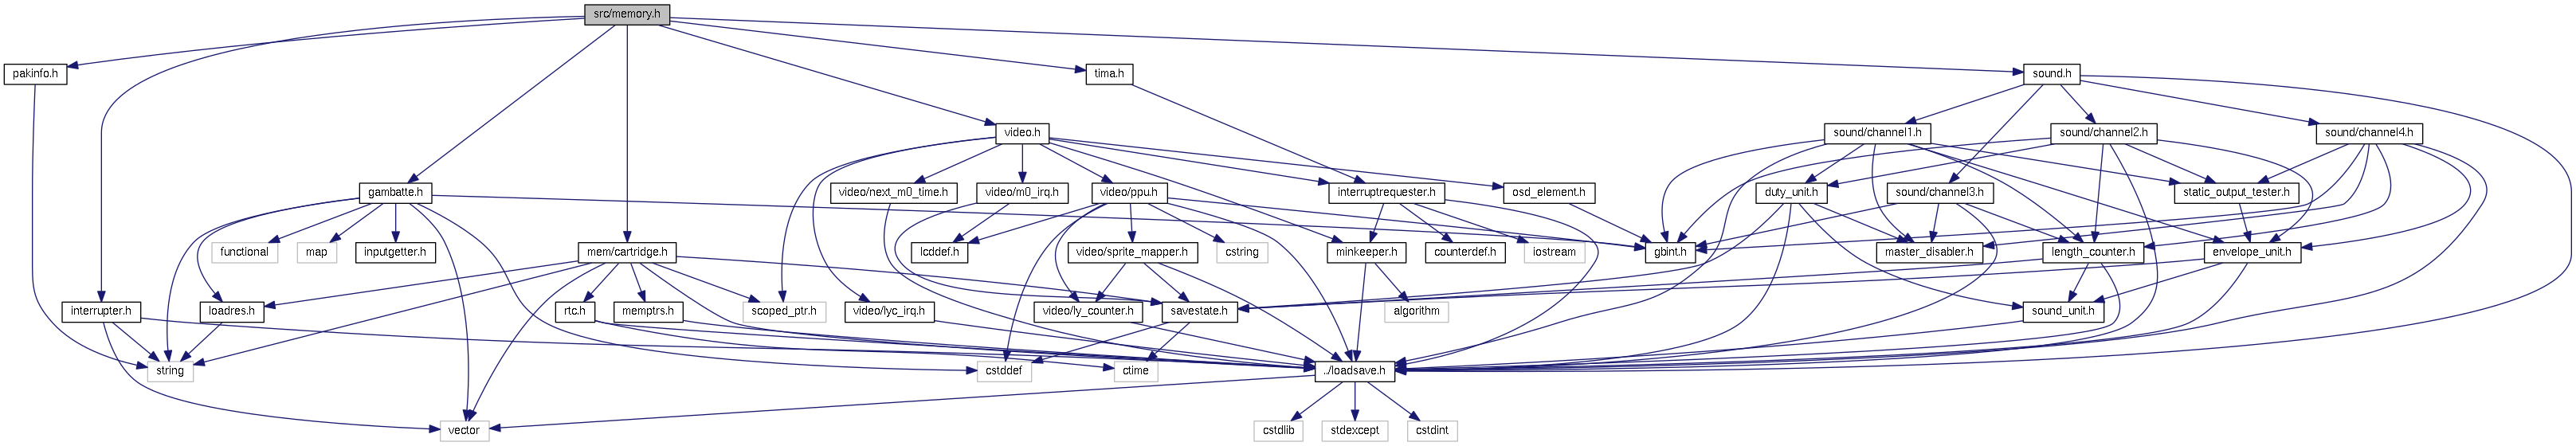 src/memory.h
pakinfo.h
tima.h
sound.h
video.h
sound/channel1.h
sound/channel2.h
sound/channel4.h
gambatte.h
video/next_m0_time.h
video/m0_irq.h
video/ppu.h
interruptrequester.h
osd_element.h
duty_unit.h
sound/channel3.h
static_output_tester.h
functional
map
inputgetter.h
mem/cartridge.h
lcddef.h
video/sprite_mapper.h
cstring
minkeeper.h
counterdef.h
iostream
gbint.h
master_disabler.h
length_counter.h
envelope_unit.h
interrupter.h
loadres.h
rtc.h
memptrs.h
scoped_ptr.h
video/lyc_irq.h
video/ly_counter.h
savestate.h
algorithm
sound_unit.h
string
cstddef
ctime
../loadsave.h
vector
cstdlib
stdexcept
cstdint